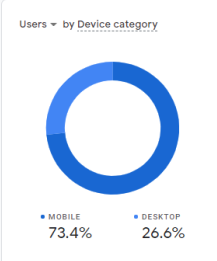 Users by Device category
MOBILE DESKTOP
73.4% 26.6%